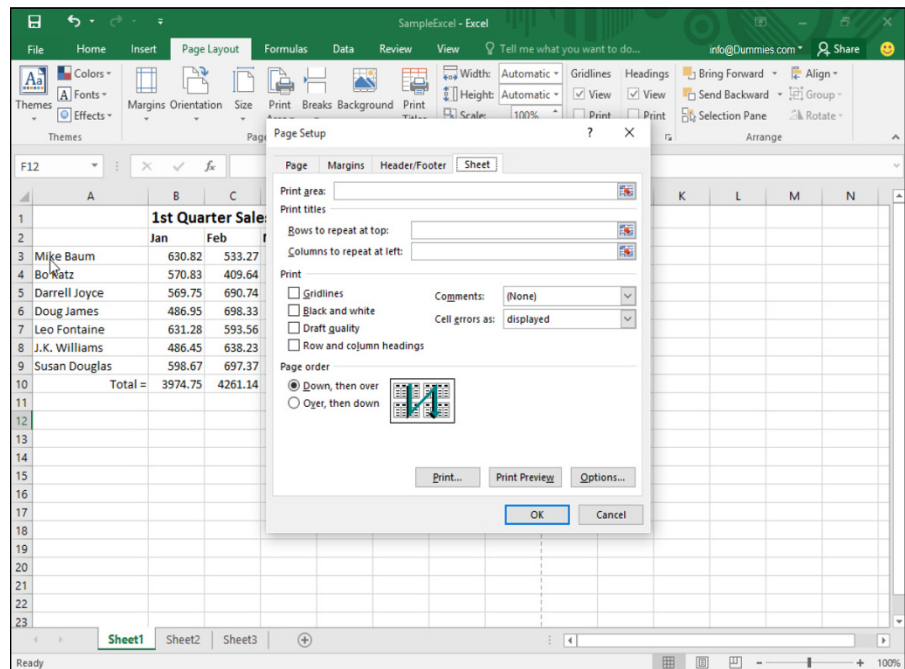 SampleExcel - Excel
File Home Insert Page Layout Formulas Data Review View Tell me what you want to do... info@Dummies.com Share
Colors Width: Automatic Gridlines Headings Bring Forward Align
Fonts Height: Automatic View View Send Backward Group
Themes Effects Margins Orientation Size Print Breaks Background Print Scale: 100% Print Print Selection Pane Rotate
Themes Arrange
F12 fx
A B C K L M N
1 1st Quarter Sale
2 Jan Feb
3 Mike Baum 630.82 533.27
4 Bo Katz 570.83 409.64
5 Darrell Joyce 569.75 690.74
6 Doug James 486.95 698.33
7 Leo Fontaine 631.28 593.56
8 J.K. Williams 486.45 638.23
9 Susan Douglas 598.67 697.37
10 Total = 3974.75 4261.14
11
12
13
14
15
16
17
18
19
20
21
22
23
Page Setup ? X
Page Margins Header/Footer Sheet
Print area:
Print titles
Rows to repeat at top:
Columns to repeat at left:
Print
Gridlines Comments: (None)
Black and white Cell errors as: displayed
Draft quality
Row and column headings
Page order
Down, then over
Over, then down
Print... Print Preview Options...
OK Cancel
Sheet1 Sheet2 Sheet3
Ready 100%